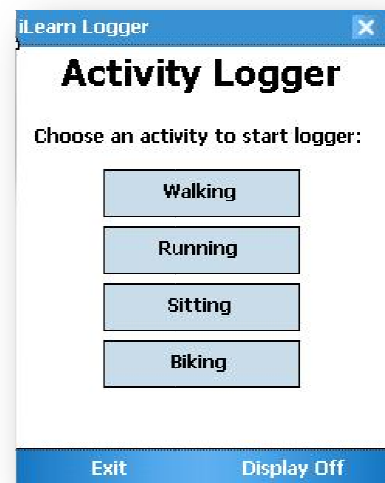 iLearn Logger
Activity Logger
Choose an activity to start logger:
Walking
Running
Sitting
Biking
Exit Display Off